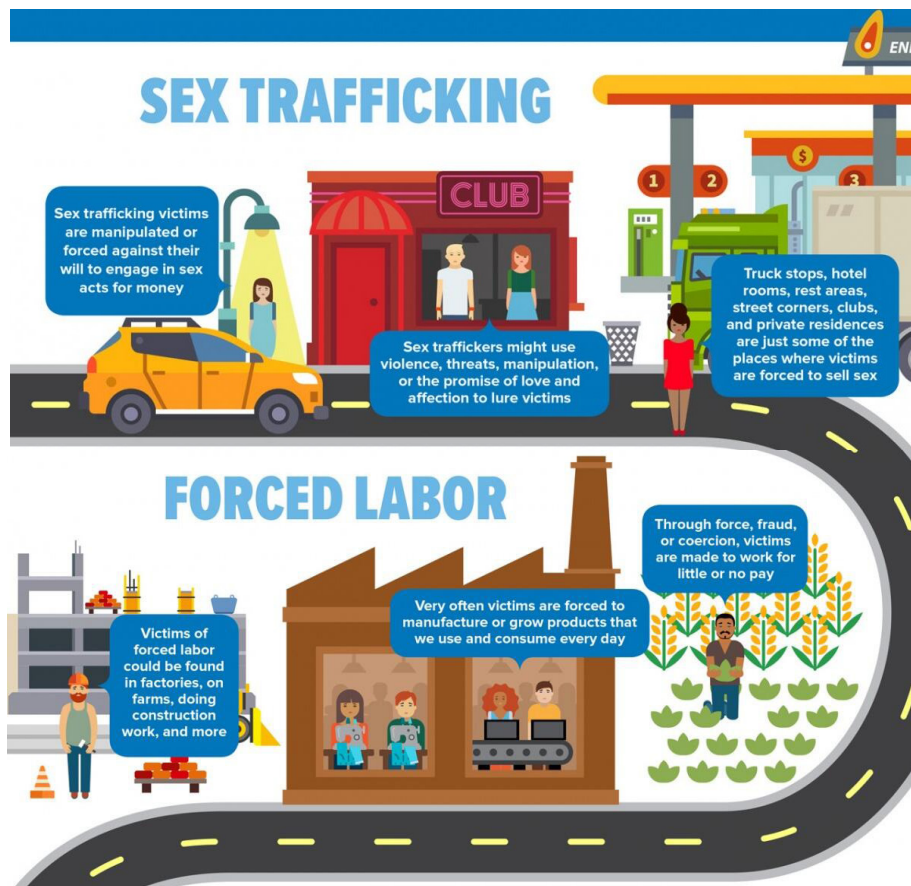 ENE
SEX TRAFFICKING
Sex trafficking victims
are manipulated or
forced against their
will to engage in sex
acts for money
CLUB
1
2
$
3
Sex traffickers might use
violence, threats, manipulation,
or the promise of love and
affection to lure victims
Truck stops, hotel
rooms, rest areas,
street corners, clubs,
and private residences
are just some of the
places where victims
are forced to sell sex
FORCED LABOR
Through force, fraud,
or coercion, victims
are made to work for
little or no pay
Very often victims are forced to
manufacture or grow products that
we use and consume every day
Victims of
forced labor
could be found
in factories, on
farms, doing
construction
work, and more